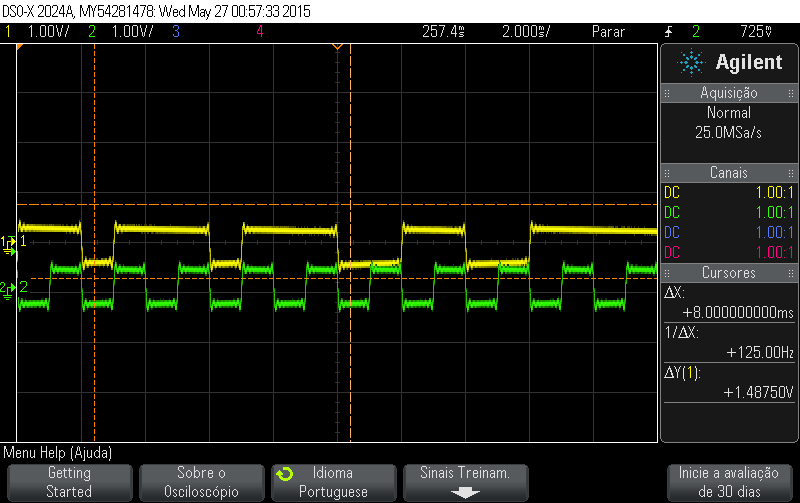 DSO-X 2024A, MY54281478: Wed May 27 00:57:33 2015
1 1.00V/ 2 1.00V/ 3 4 257.4s 2.000s/ Parar 2 725V
Agilent
Aquisição
Normal
25.0MSa/s
Canais
DC 1.00:1
DC 1.00:1
DC 1.00:1
DC 1.00:1
Cursores
ΔX:
+8.000000000ms
1/ΔX:
+125.00Hz
ΔY(1):
+1.48750V
1 1
2 2
Menu Help (Ajuda)
Getting
Started
Sobre o
Osciloscópio
Idioma
Portuguese
Sinais Treinam.
Inicie a avaliação
de 30 dias